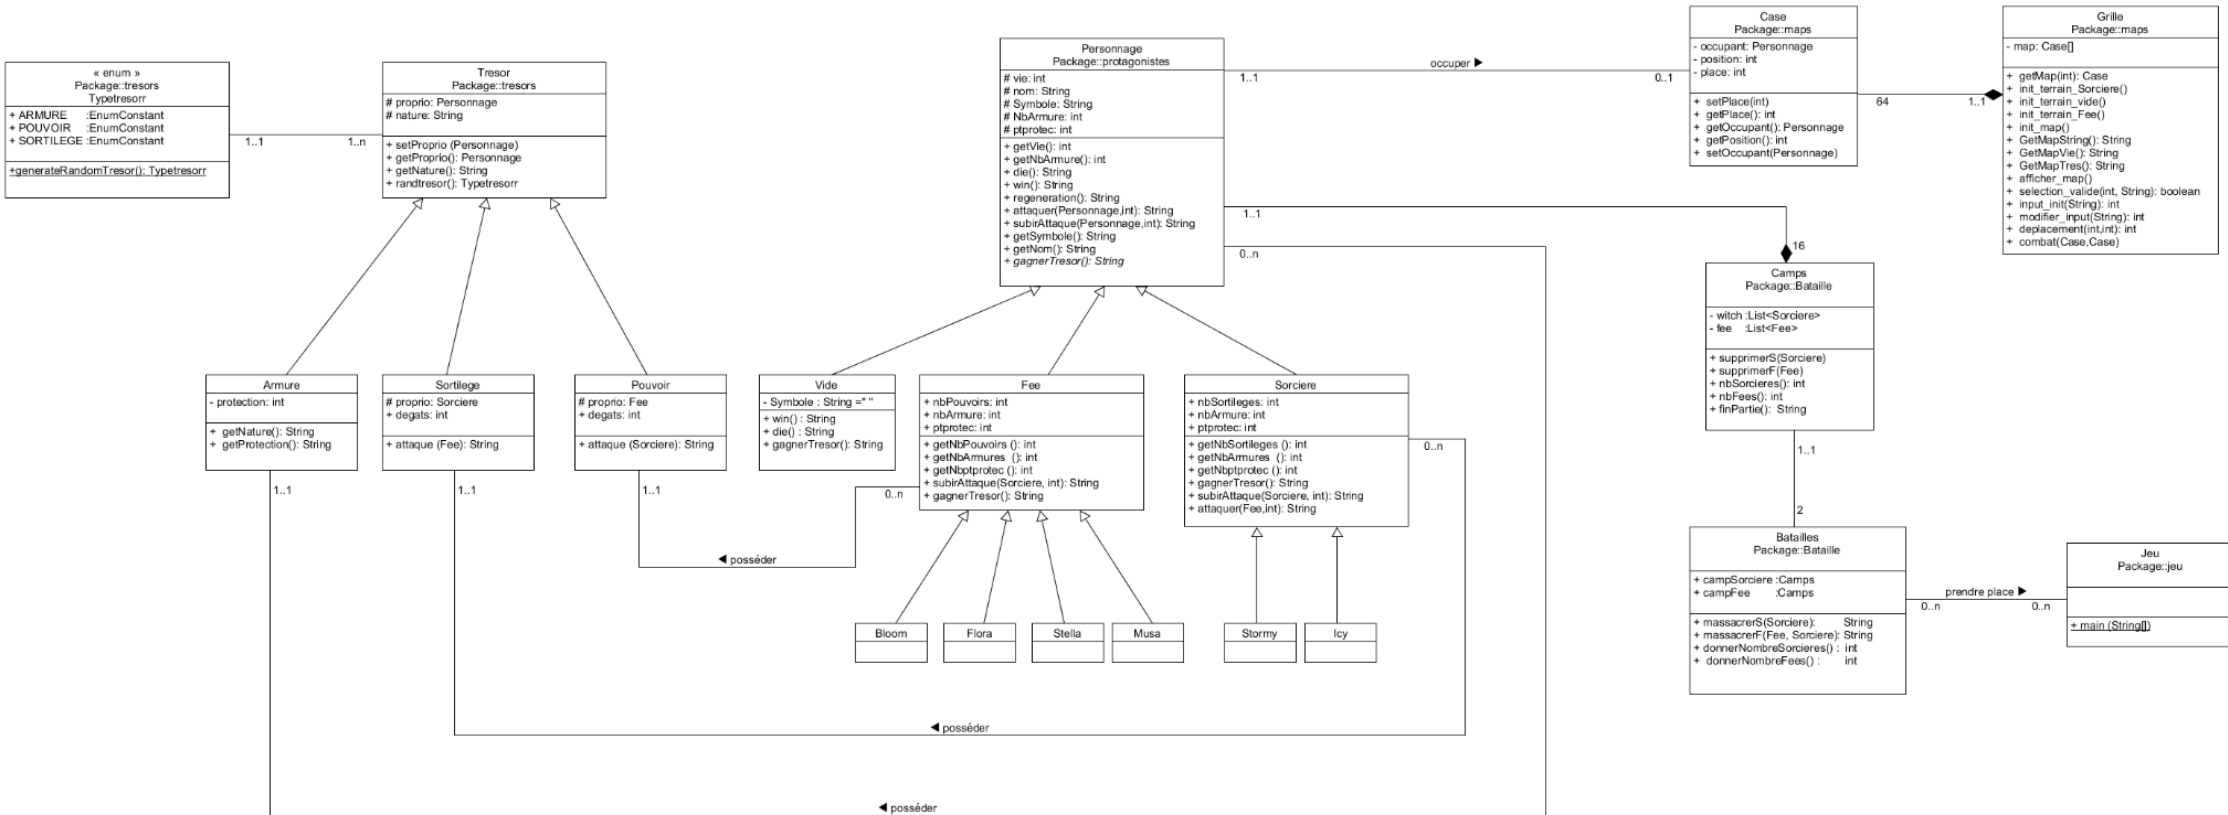 « enum »
Package::tresors
Typetresorr
+ ARMURE :EnumConstant
+ POUVOIR :EnumConstant
+ SORTILEGE :EnumConstant
+generateRandomTresor(): Typetresorr
1..1
1..n
Tresor
Package::tresors
# proprio: Personnage
# nature: String
+ setProprio (Personnage)
+ getProprio(): Personnage
+ getNature(): String
+ randtresor(): Typetresorr
Personnage
Package::protagonistes
# vie: int
# nom: String
# Symbole: String
# NbArmure: int
# ptprotec: int
+ getVie(): int
+ getNbArmure(): int
+ die(): String
+ win(): String
+ regeneration(): String
+ attaquer(Personnage,int): String
+ subirAttaque(Personnage,int): String
+ getSymbole(): String
+ getNom(): String
+ gagnerTresor(): String
1..1
occuper ▶
0..1
1..1
0..n
Case
Package::maps
- occupant: Personnage
- position: int
- place: int
+ setPlace(int)
+ getPlace(): int
+ getOccupant(): Personnage
+ getPosition(): int
+ setOccupant(Personnage)
64
1..1
Grille
Package::maps
- map: Case[]
+ getMap(int): Case
+ init_terrain_Sorciere()
+ init_terrain_vide()
+ init_terrain_Fee()
+ init_map()
+ GetMapString(): String
+ GetMapVie(): String
+ GetMapTres(): String
+ afficher_map()
+ selection_valide(int, String): boolean
+ input_init(String): int
+ modifier_input(String): int
+ deplacement(int,int): int
+ combat(Case,Case)
16
Camps
Package::Bataille
- witch :List<Sorciere>
- fee :List<Fee>
+ supprimerS(Sorciere)
+ supprimerF(Fee)
+ nbSorcieres(): int
+ nbFees(): int
+ finPartie(): String
1..1
2
Armure
- protection: int
+ getNature(): String
+ getProtection(): String
1..1
Sortilege
# proprio: Sorciere
+ degats: int
+ attaque (Fee): String
1..1
Pouvoir
# proprio: Fee
+ degats: int
+ attaque (Sorciere): String
1..1
Vide
- Symbole : String =" "
+ win() : String
+ die() : String
+ gagnerTresor(): String
Fee
+ nbPouvoirs: int
+ nbArmure: int
+ ptprotec: int
+ getNbPouvoirs (): int
+ getNbArmures (): int
+ getNbptprotec (): int
+ subirAttaque(Sorciere, int): String
+ gagnerTresor(): String
0..n
Sorciere
+ nbSortileges: int
+ nbArmure: int
+ ptprotec: int
+ getNbSortileges (): int
+ getNbArmures (): int
+ getNbptprotec (): int
+ gagnerTresor(): String
+ subirAttaque(Sorciere, int): String
+ attaquer(Fee,int): String
0..n
◀ posséder
Bloom
Flora
Stella
Musa
Stormy
Icy
Batailles
Package::Bataille
+ campSorciere :Camps
+ campFee :Camps
+ massacrerS(Sorciere): String
+ massacrerF(Fee, Sorciere): String
+ donnerNombreSorcieres() : int
+ donnerNombreFees() : int
prendre place ▶
0..n
0..n
Jeu
Package::jeu
+ main (String[])
◀ posséder
◀ posséder